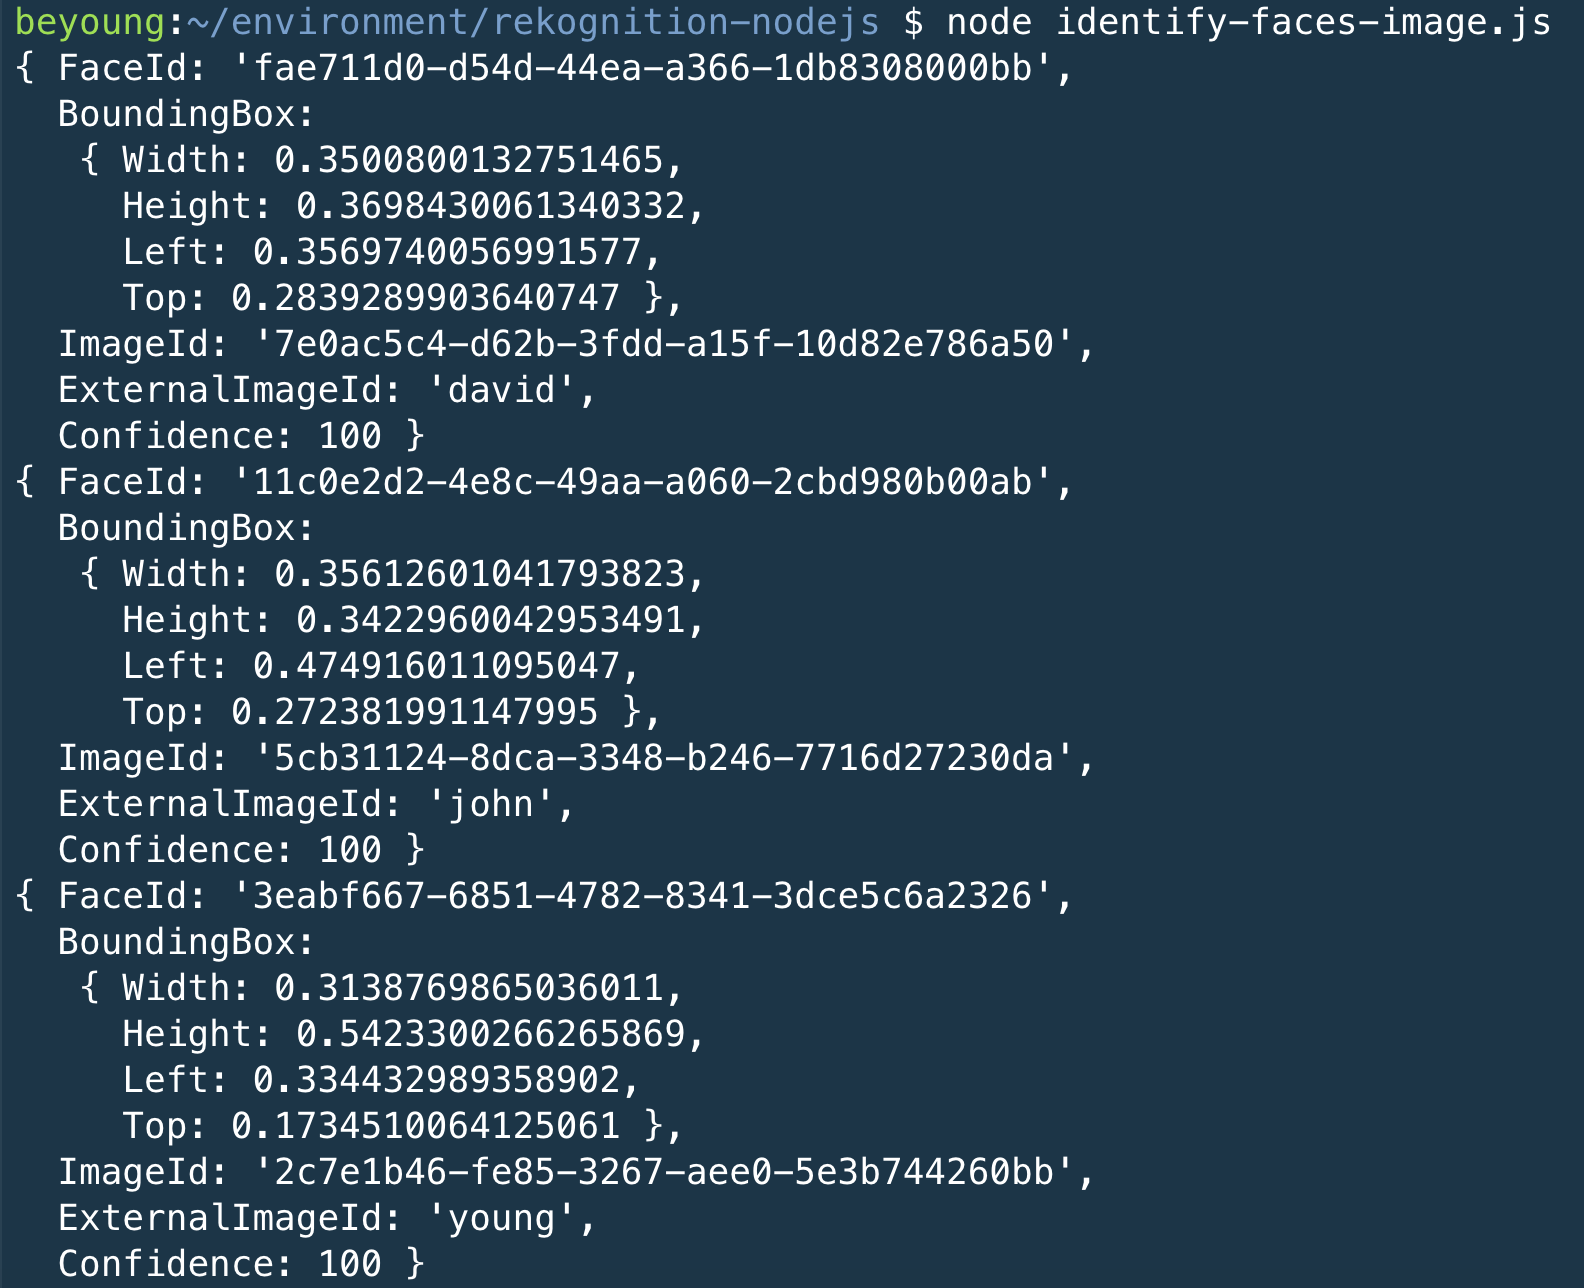 beyoung:~/environment/rekognition-nodejs $ node identify-faces-image.js
{ FaceId: 'fae711d0-d54d-44ea-a366-1db8308000bb',
  BoundingBox:
   { Width: 0.3500800132751465,
     Height: 0.3698430061340332,
     Left: 0.3569740056991577,
     Top: 0.2839289903640747 },
  ImageId: '7e0ac5c4-d62b-3fdd-a15f-10d82e786a50',
  ExternalImageId: 'david',
  Confidence: 100 }
{ FaceId: '11c0e2d2-4e8c-49aa-a060-2cbd980b00ab',
  BoundingBox:
   { Width: 0.35612601041793823,
     Height: 0.3422960042953491,
     Left: 0.474916011095047,
     Top: 0.272381991147995 },
  ImageId: '5cb31124-8dca-3348-b246-7716d27230da',
  ExternalImageId: 'john',
  Confidence: 100 }
{ FaceId: '3eabf667-6851-4782-8341-3dce5c6a2326',
  BoundingBox:
   { Width: 0.3138769865036011,
     Height: 0.5423300266265869,
     Left: 0.334432989358902,
     Top: 0.1734510064125061 },
  ImageId: '2c7e1b46-fe85-3267-aee0-5e3b744260bb',
  ExternalImageId: 'young',
  Confidence: 100 }